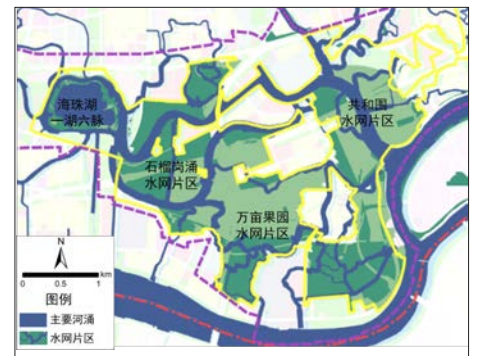 海珠湖
一湖六脉
共和围
水网片区
石榴岗涌
水网片区
万亩果园
水网片区
N
km
0 0.5 1
图例
主要河涌
水网片区